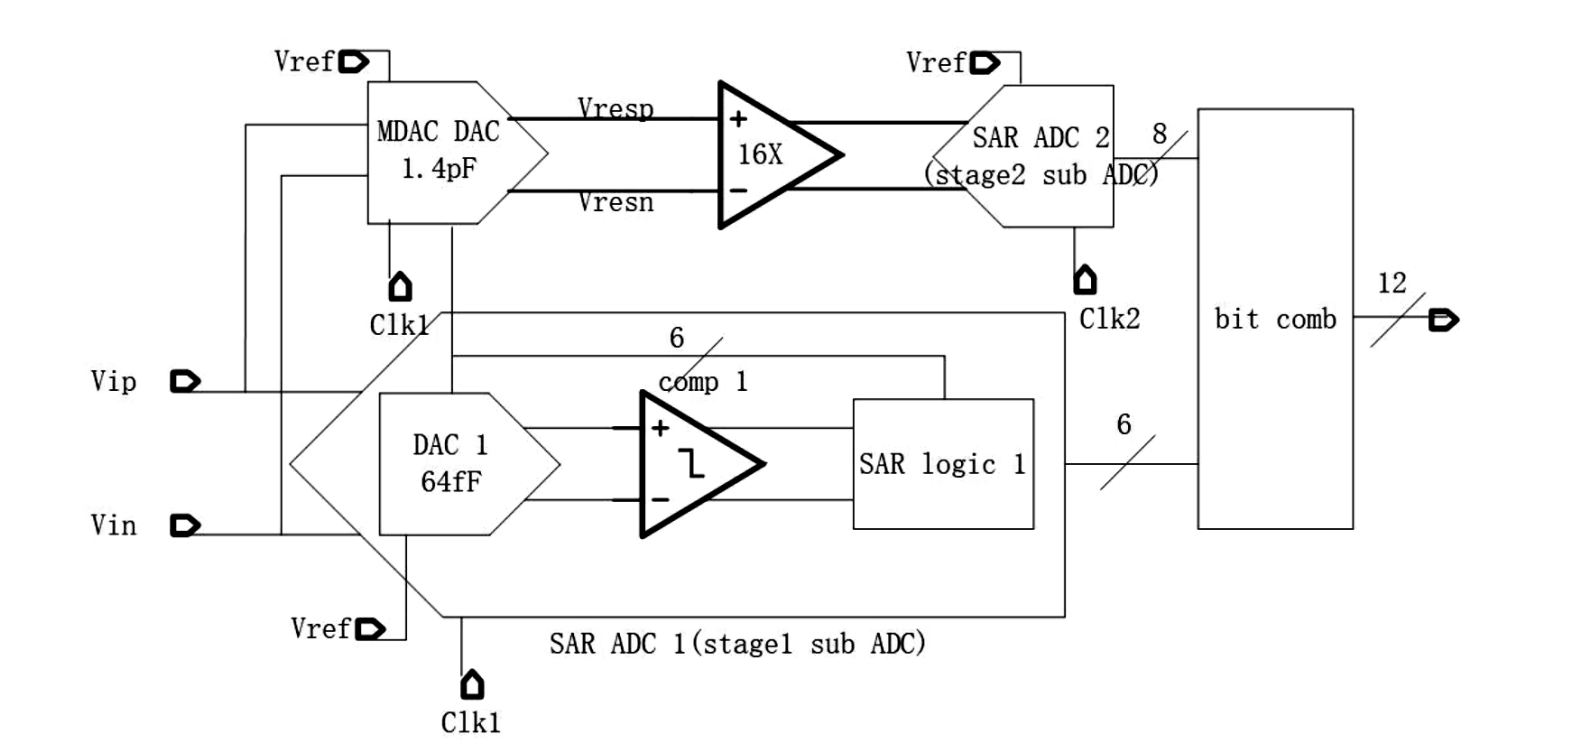 Vref
Vref
MDAC DAC
1.4pF
Vresp
16X
Vresn
SAR ADC 2
(stage2 sub ADC)
8
Clk1
Clk2
bit comb
12
6
comp 1
Vip
DAC 1
64fF
SAR logic 1
6
Vin
Vref
SAR ADC 1(stage1 sub ADC)
Clk1